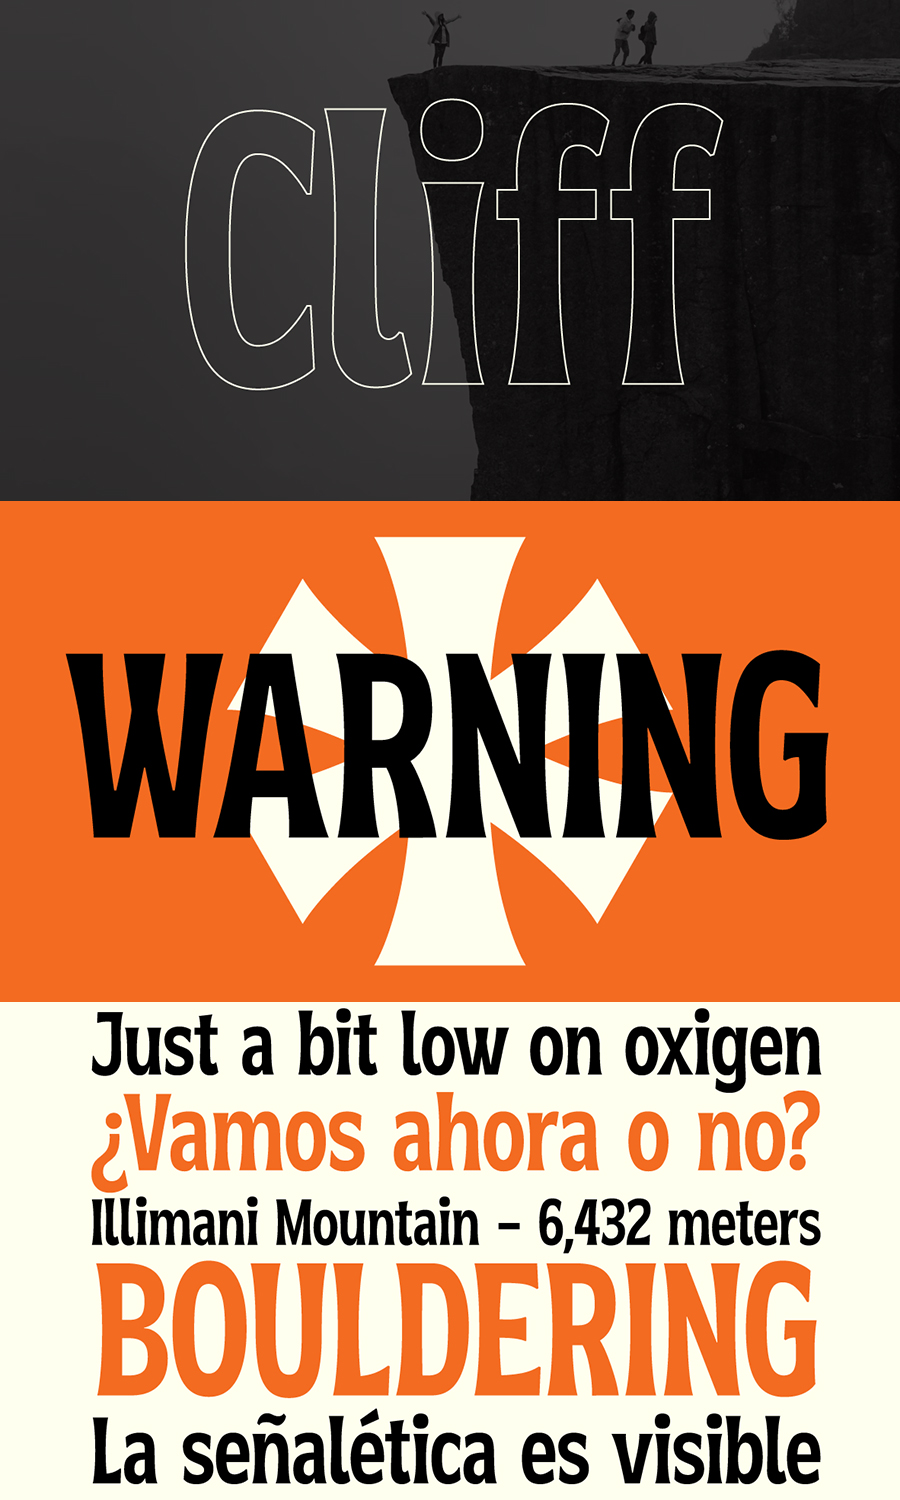 Cliff
WARNING
Just a bit low on oxigen
¿Vamos ahora o no?
Illimani Mountain – 6,432 meters
BOULDERING
La señalética es visible